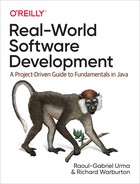 O'REILLY®
Real-World
Software
Development
A Project-Driven Guide to Fundamentals in Java
Raoul-Gabriel Urma
& Richard Warburton